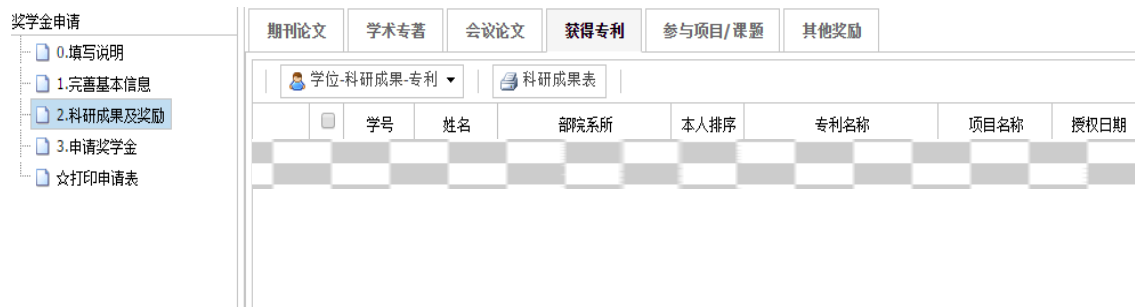 奖学金申请
0.填写说明
1.完善基本信息
2.科研成果及奖励
3.申请奖学金
☆打印申请表
期刊论文 学术专著 会议论文 获得专利 参与项目/课题 其他奖励
学位-科研成果-专利 科研成果表
学号 姓名 部院系所 本人排序 专利名称 项目名称 授权日期